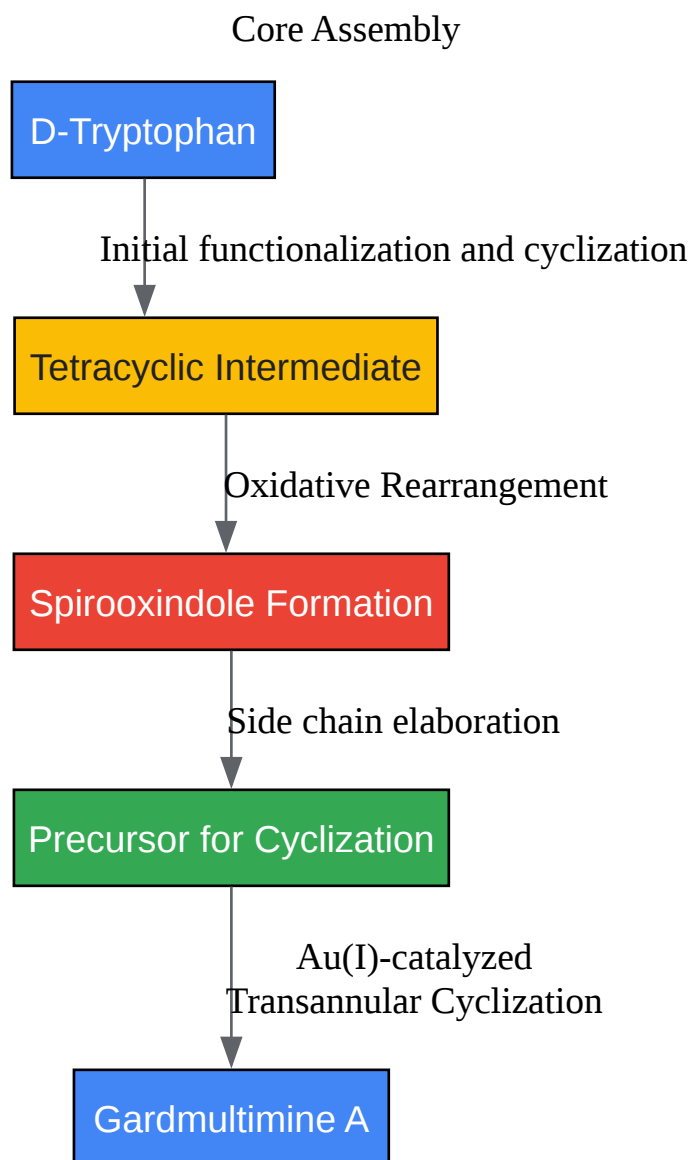 Core Assembly
D-Tryptophan
Initial functionalization and cyclization
Tetracyclic Intermediate
Oxidative Rearrangement
Spirooxindole Formation
Side chain elaboration
Precursor for Cyclization
Au(I)-catalyzed
Transannular Cyclization
Gardmultimine A